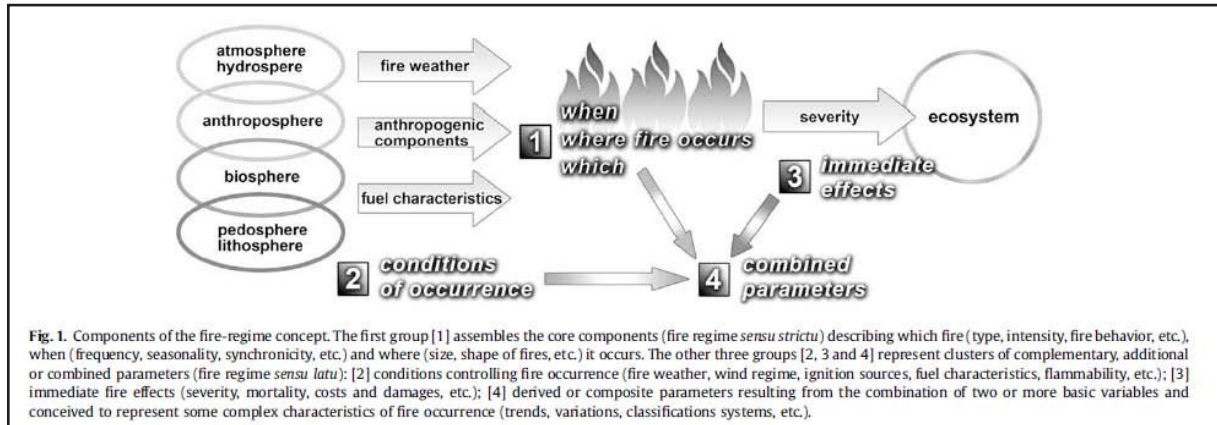 atmosphere
hydrospere
fire weather
anthroposphere
anthropogenic
components
biosphere
fuel characteristics
pedosphere
lithosphere
1
when
where fire occurs
which
severity
ecosystem
3
immediate
effects
2
conditions
of occurrence
4
combined
parameters
Fig. 1. Components of the fire-regime concept. The first group [1] assembles the core components (fire regime sensu strictu) describing which fire (type, intensity, fire behavior, etc.),
when (frequency, seasonality, synchronicity, etc.) and where (size, shape of fires, etc.) it occurs. The other three groups [2, 3 and 4] represent clusters of complementary, additional
or combined parameters (fire regime sensu latu): [2] conditions controlling fire occurrence (fire weather, wind regime, ignition sources, fuel characteristics, flammability, etc.); [3]
immediate fire effects (severity, mortality, costs and damages, etc.); [4] derived or composite parameters resulting from the combination of two or more basic variables and
conceived to represent some complex characteristics of fire occurrence (trends, variations, classifications systems, etc.).